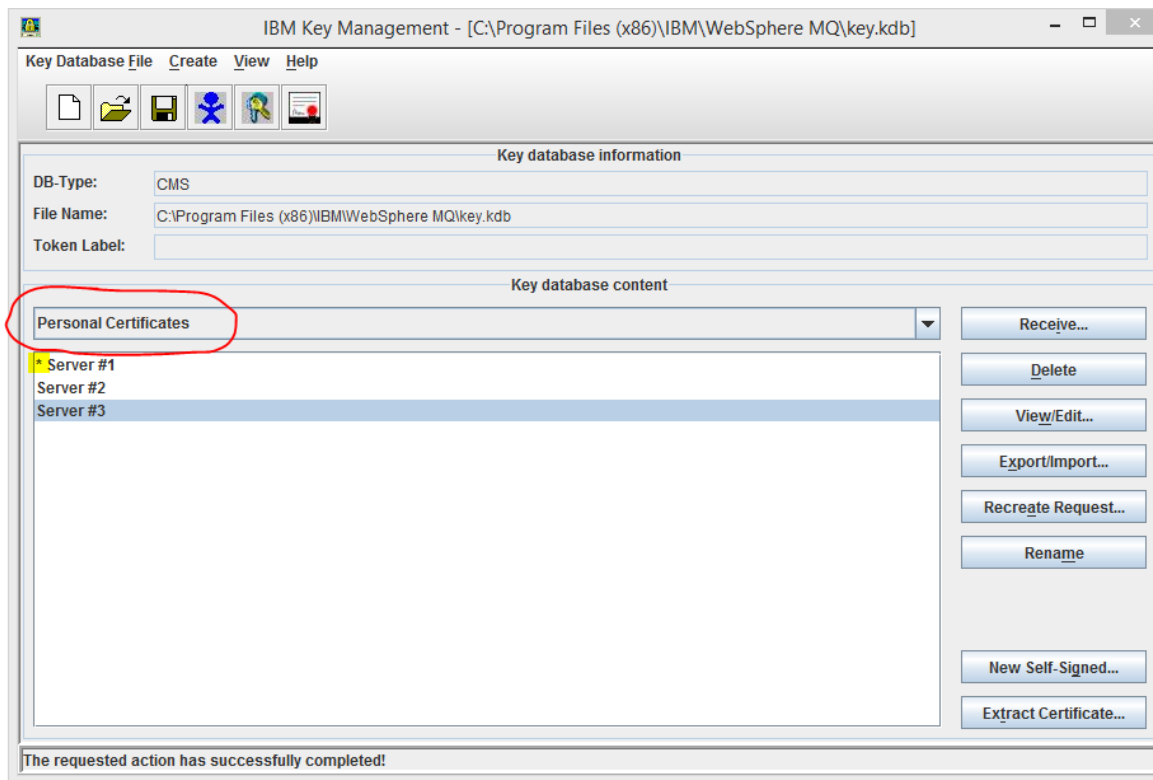 IBM Key Management - [C:\Program Files (x86)\IBM\WebSphere MQ\key.kdb]
Key Database File Create View Help
Key database information
DB-Type: CMS
File Name: C:\Program Files (x86)\IBM\WebSphere MQ\key.kdb
Token Label:
Key database content
Personal Certificates
* Server #1
Server #2
Server #3
Receive...
Delete
View/Edit...
Export/Import...
Recreate Request...
Rename
New Self-Signed...
Extract Certificate...
The requested action has successfully completed!